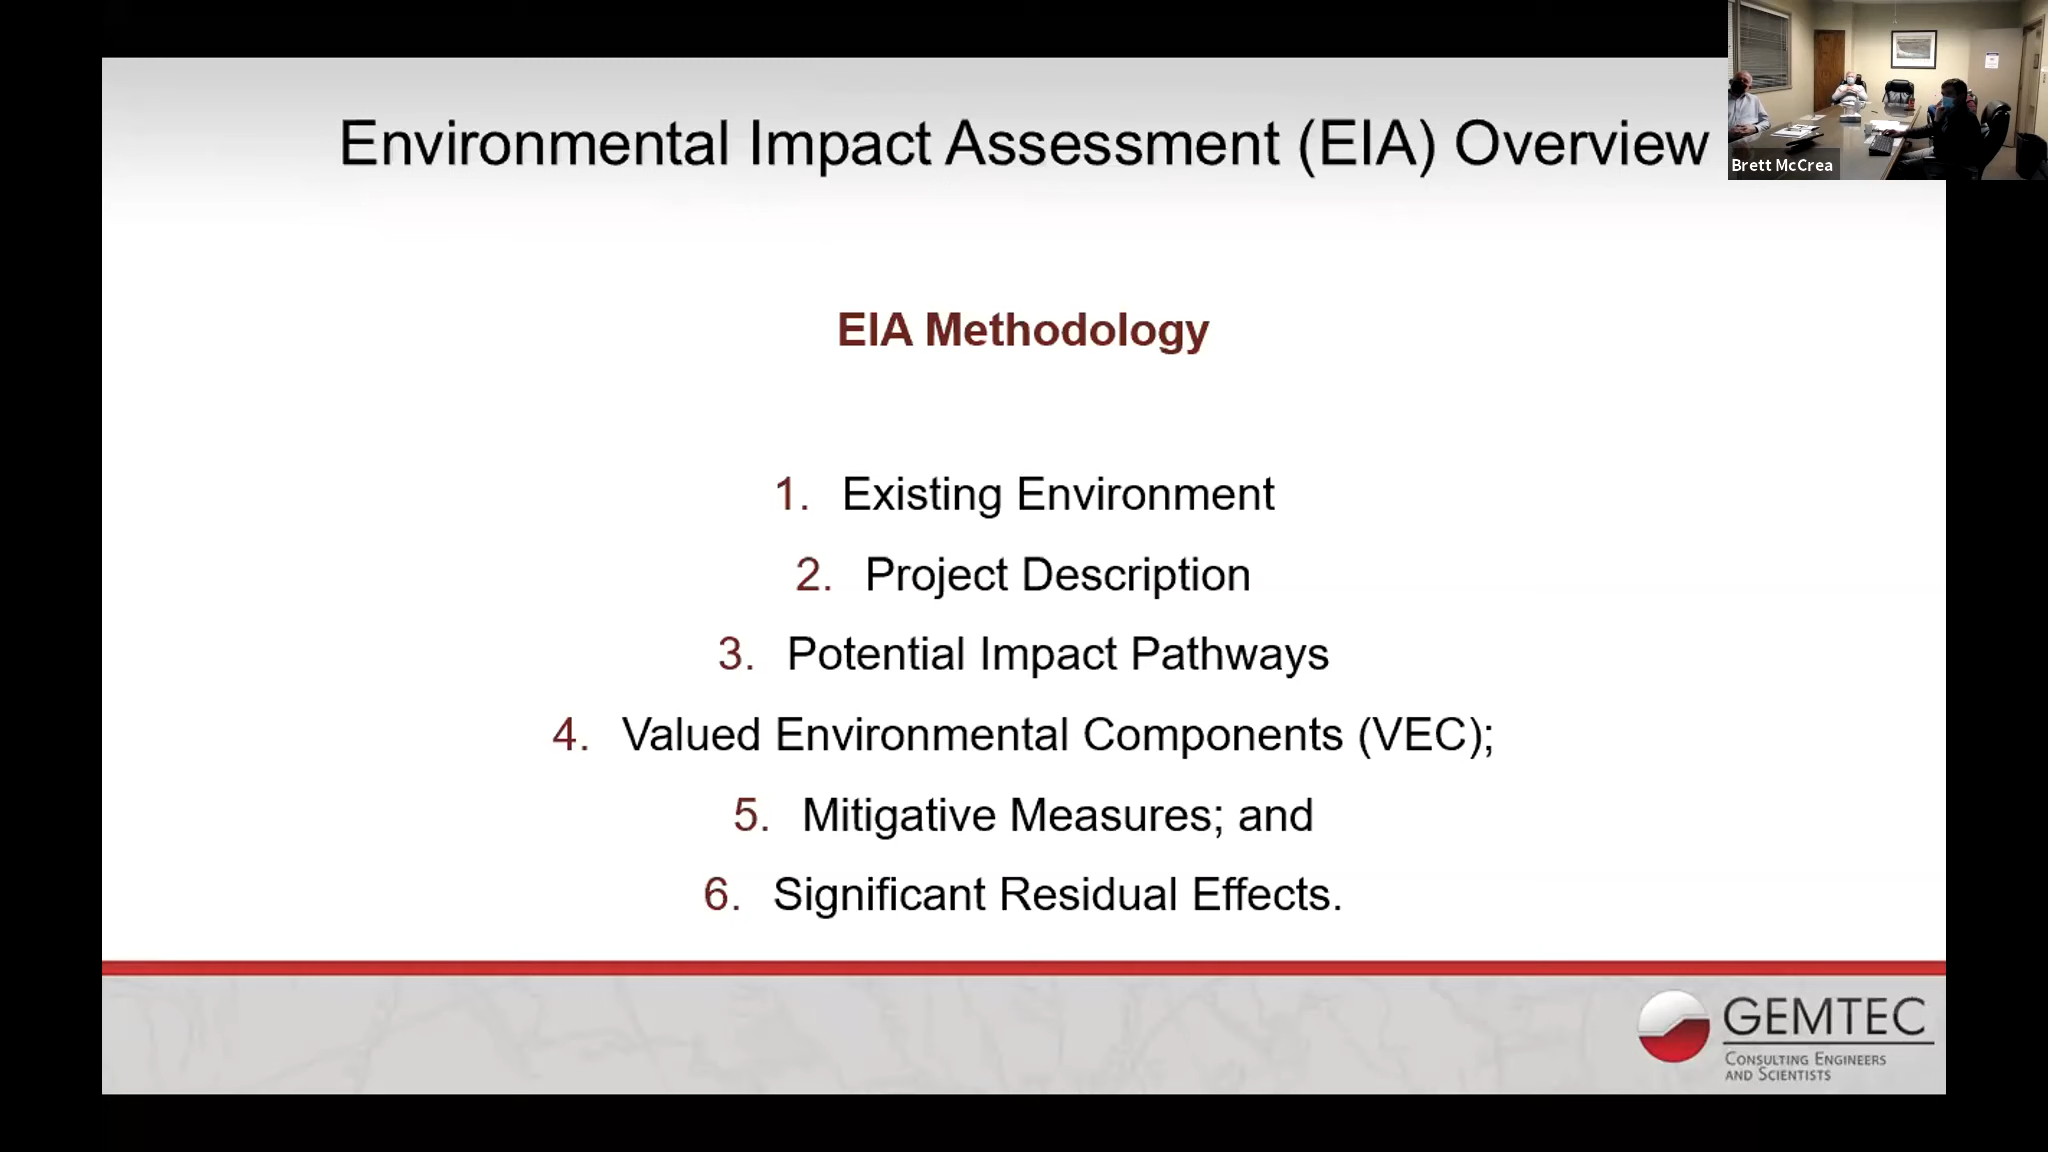 Environmental Impact Assessment (EIA) Overview
Brett McCrea
EIA Methodology
1. Existing Environment
2. Project Description
3. Potential Impact Pathways
4. Valued Environmental Components (VEC);
5. Mitigative Measures; and
6. Significant Residual Effects.
GEMTEC
CONSULTING ENGINEERS
AND SCIENTISTS